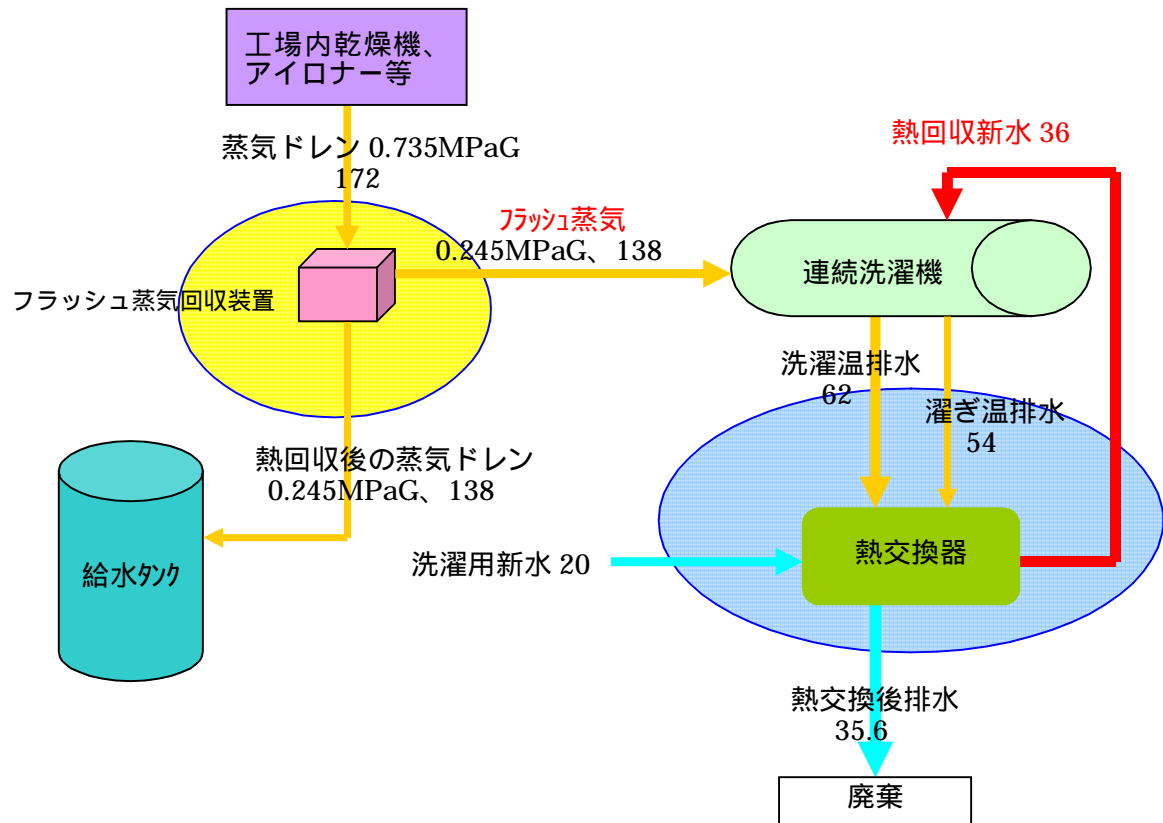 工場内乾燥機、
アイロナー等
蒸気ドレン 0.735MPaG
172
熱回収新水 36
フラッシュ蒸気
0.245MPaG、138
連続洗濯機
フラッシュ蒸気回収装置
洗濯温排水
62
濯ぎ温排水
54
熱回収後の蒸気ドレン
0.245MPaG、138
給水タンク
洗濯用新水 20
熱交換器
熱交換後排水
35.6
廃棄